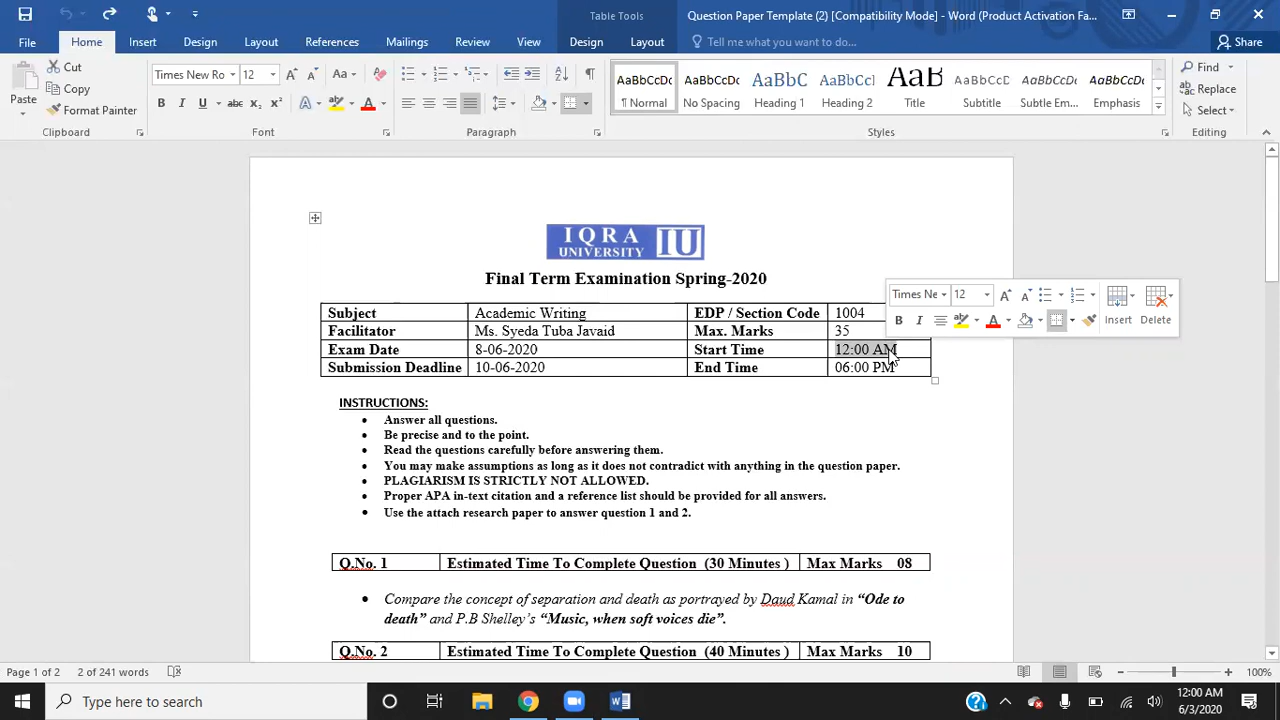 Table Tools
Question Paper Template (2) [Compatibility Mode] - Word (Product Activation Fa...
File Home Insert Design Layout References Mailings Review View Design Layout Tell me what you want to do... Share
Cut
Copy
Format Painter
Paste
Clipboard
Times New Ro 12
Aa
B I U abc x₂ x²
Font
Paragraph
AaBbCcDc AaBbCcDc AaBbC AaBbCcD AaB AaBbCcD AaBbCcDc AaBbCcDc
¶ Normal No Spacing Heading 1 Heading 2 Title Subtitle Subtle Em... Emphasis
Styles
Find
Replace
Select
Editing
IQRA
UNIVERSITY IU
Final Term Examination Spring-2020
Times Ne 12
B I Insert Delete
Subject Academic Writing EDP / Section Code 1004
Facilitator Ms. Syeda Tuba Javaid Max. Marks 35
Exam Date 8-06-2020 Start Time 12:00 AM
Submission Deadline 10-06-2020 End Time 06:00 PM
INSTRUCTIONS:
• Answer all questions.
• Be precise and to the point.
• Read the questions carefully before answering them.
• You may make assumptions as long as it does not contradict with anything in the question paper.
• PLAGIARISM IS STRICTLY NOT ALLOWED.
• Proper APA in-text citation and a reference list should be provided for all answers.
• Use the attach research paper to answer question 1 and 2.
Q.No. 1 Estimated Time To Complete Question (30 Minutes ) Max Marks 08
• Compare the concept of separation and death as portrayed by Daud Kamal in “Ode to
death” and P.B Shelley’s “Music, when soft voices die”.
Q.No. 2 Estimated Time To Complete Question (40 Minutes ) Max Marks 10
Page 1 of 2 2 of 241 words 100%
Type here to search
12:00 AM
6/3/2020